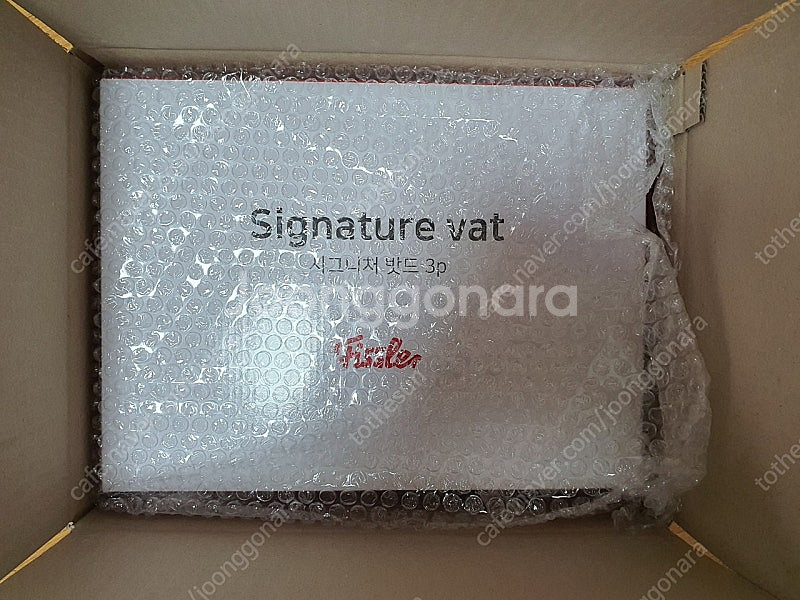 Signature vat
시그니처 밧드 3p
joonggonara
Fissler